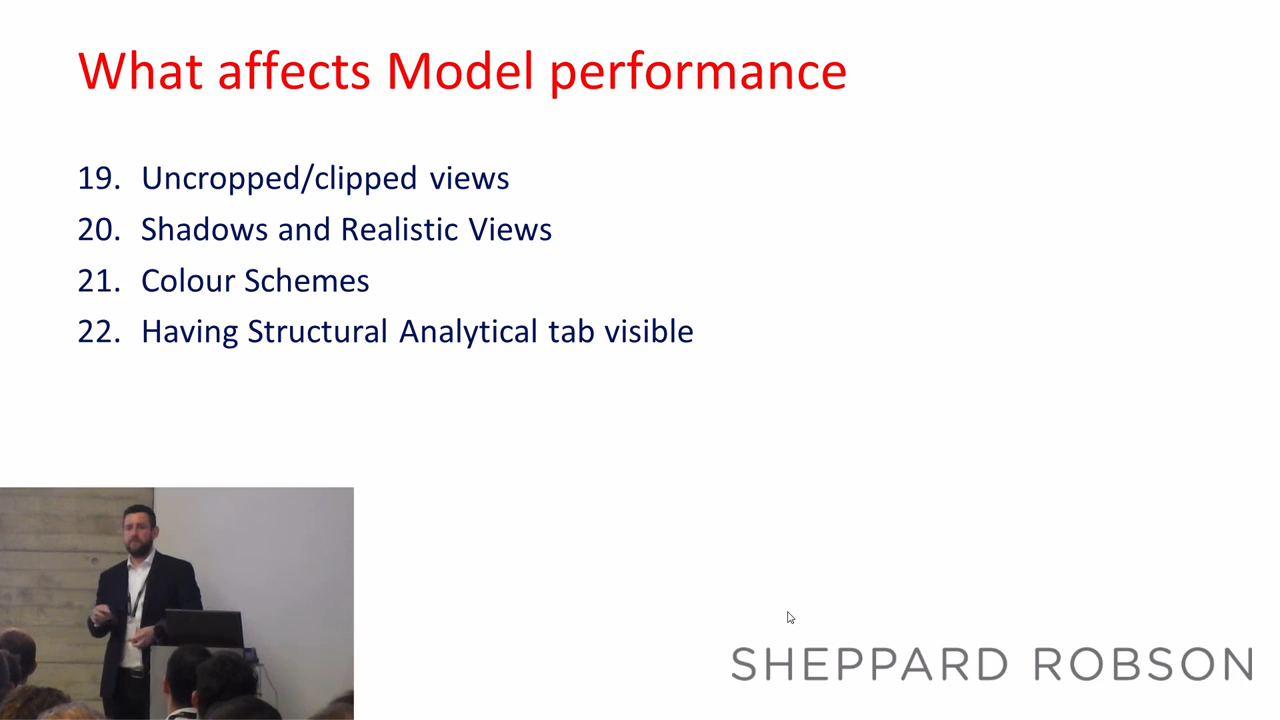 What affects Model performance
19. Uncropped/clipped views
20. Shadows and Realistic Views
21. Colour Schemes
22. Having Structural Analytical tab visible
SHEPPARD ROBSON